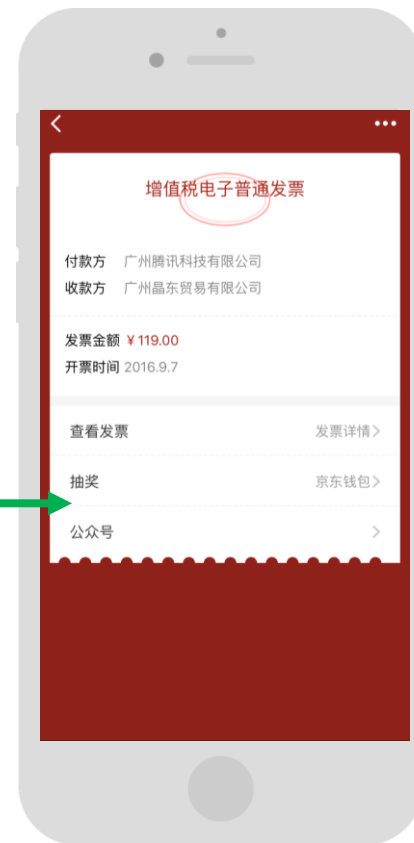 增值税电子普通发票
付款方 广州腾讯科技有限公司
收款方 广州晶东贸易有限公司
发票金额 ¥119.00
开票时间 2016.9.7
查看发票 发票详情>
抽奖 京东钱包>
公众号 >